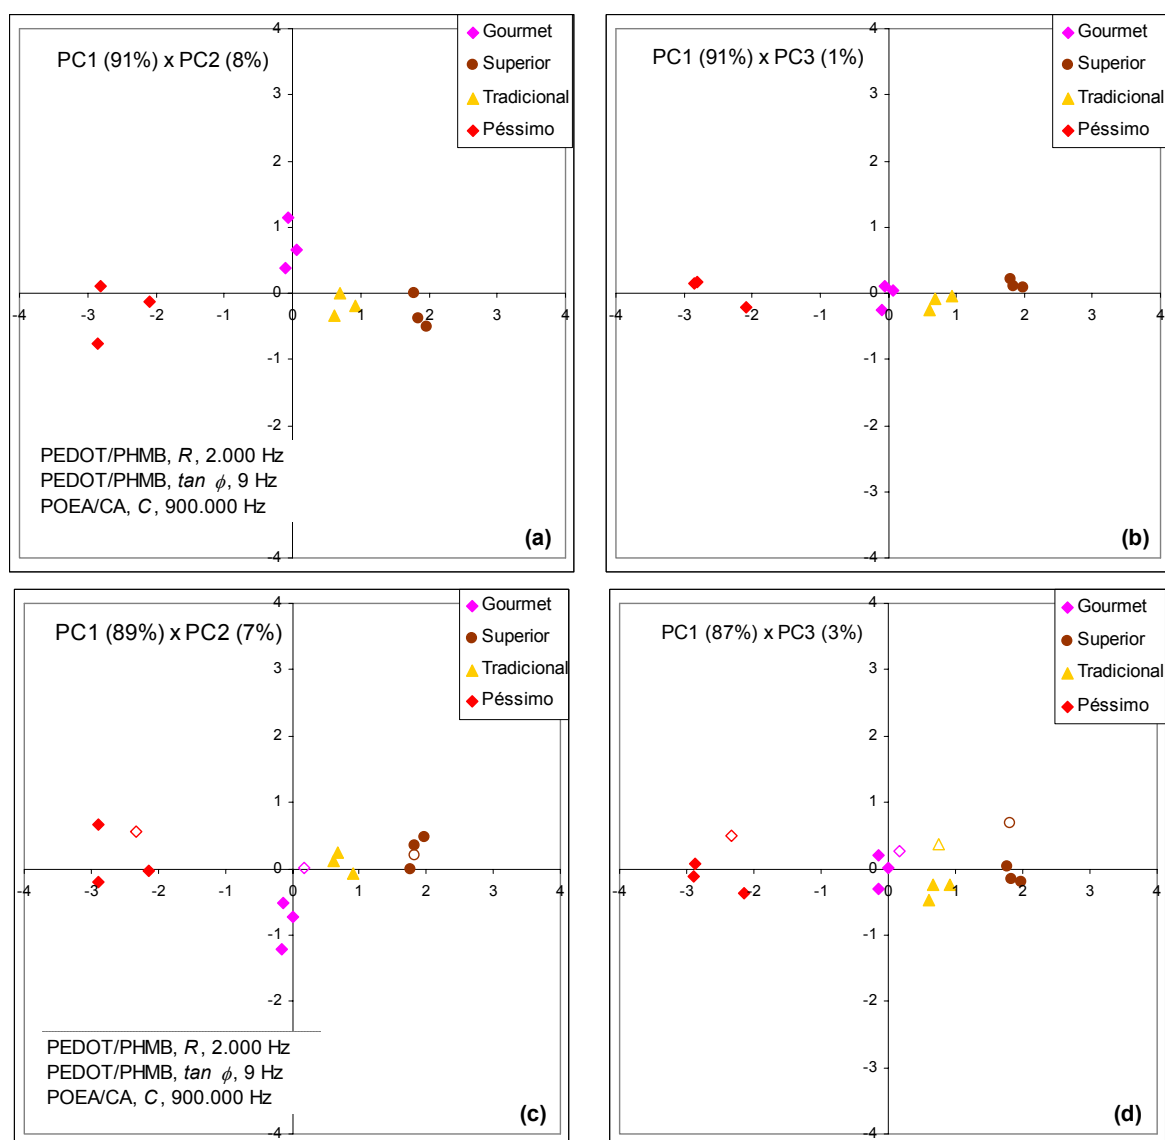 PC1 (91%) x PC2 (8%)
Gourmet
Superior
Tradicional
Péssimo
4
3
2
1
0
-1
-2
-4
-4 -3 -2 -1 0 1 2 3 4
PEDOT/PHMB, R, 2.000 Hz
PEDOT/PHMB, tan ϕ, 9 Hz
POEA/CA, C, 900.000 Hz
(a)
PC1 (91%) x PC3 (1%)
Gourmet
Superior
Tradicional
Péssimo
4
3
2
1
0
-1
-2
-3
-4
-4 -3 -2 -1 0 1 2 3 4
(b)
PC1 (89%) x PC2 (7%)
Gourmet
Superior
Tradicional
Péssimo
4
3
2
1
0
-1
-2
-3
-4
-4 -3 -2 -1 0 1 2 3 4
PEDOT/PHMB, R, 2.000 Hz
PEDOT/PHMB, tan ϕ, 9 Hz
POEA/CA, C, 900.000 Hz
(c)
PC1 (87%) x PC3 (3%)
Gourmet
Superior
Tradicional
Péssimo
4
3
2
1
0
-1
-2
-3
-4
-4 -3 -2 -1 0 1 2 3 4
(d)